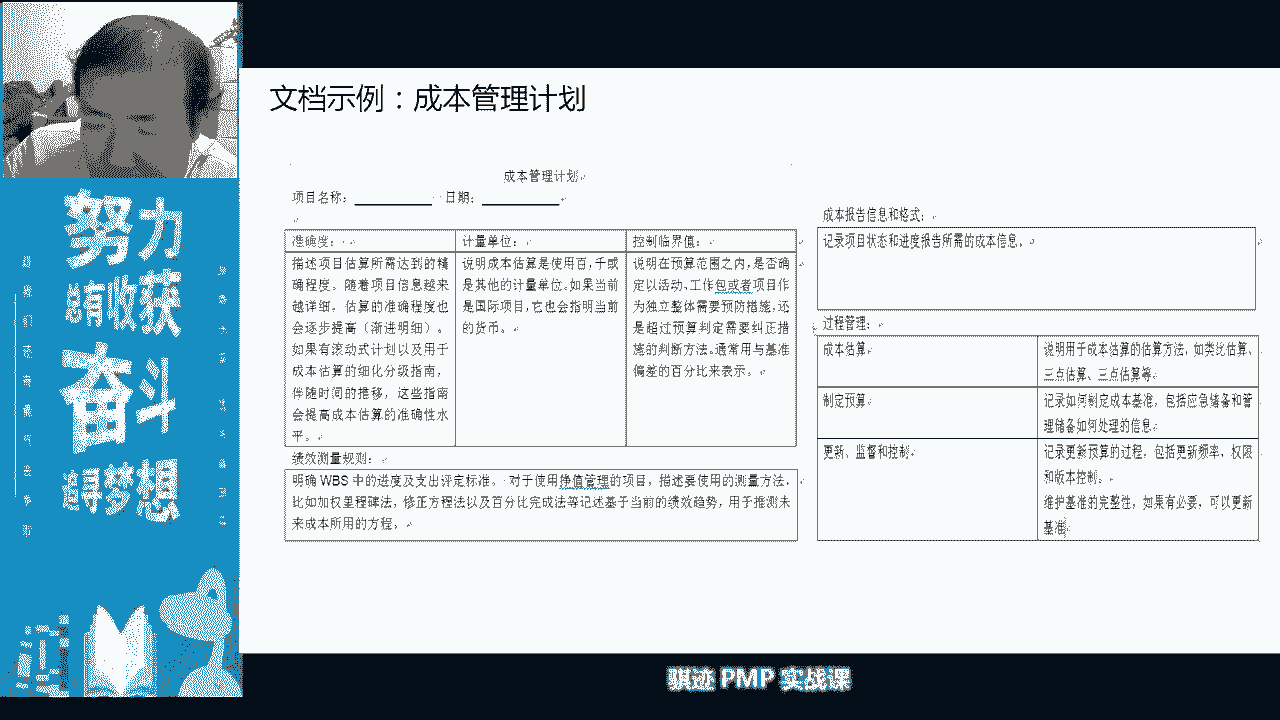 文档示例：成本管理计划
成本管理计划
项目名称： 日期：
准确度：
描述项目估算所需达到的精
确程度。随着项目信息越来
越详细，估算的准确程度也
会逐步提高（渐进明细）。
如果有滚动式计划以及用于
成本估算的细化分级指南，
伴随时间的推移，这些指南
会提高成本估算的准确性水
平。
计量单位：
说明成本估算是使用百，千或
是其他的计量单位。如果当前
是国际项目，它也会指明当前
的货币。
控制临界值：
说明在预算范围之内，是否确
定以活动、工作包或者项目作
为独立整体需要预防措施，还
是超过预算判定需要纠正措
施的判断方法。通常用与基准
偏差的百分比来表示。
绩效测量规则：
明确 WBS 中的进度及支出评定标准。 对于使用挣值管理的项目，描述要使用的测量方法，
比如加权里程碑法，修正方程法以及百分比完成法等记述基于当前的绩效趋势，用于推测未
来成本所用的方程。
成本报告信息和格式：
记录项目状态和进度报告所需的成本信息。
过程管理：
成本估算
说明用于成本估算的估算方法，如类比估算、
三点估算、三点估算等
制定预算
记录如何制定成本基准，包括应急储备和管
理储备如何处理的信息
更新、监督和控制
记录更新预算的过程，包括更新频率，权限
和版本控制。
维护基准的完整性，如果有必要，可以更新
基准
努力
总有收获
奋斗
追寻梦想
骐迹 PMP 实战课